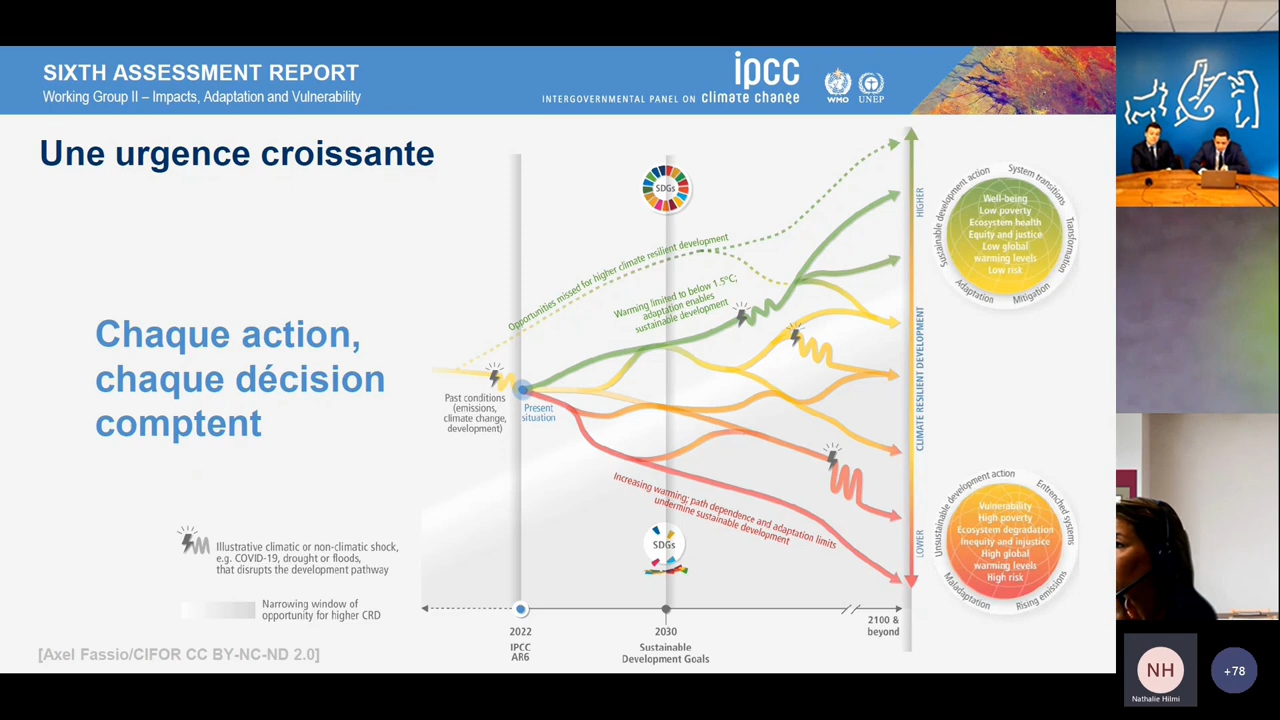 SIXTH ASSESSMENT REPORT
Working Group II – Impacts, Adaptation and Vulnerability
ipcc
INTERGOVERNMENTAL PANEL ON climate change
WMO
UNEP
Une urgence croissante
Chaque action,
chaque décision
comptent
SDGs
Opportunities missed for higher climate resilient development
Warming limited to below 1.5°C;
adaptation enables
sustainable development
Past conditions
(emissions,
climate change,
development)
Present
situation
Increasing warming; path dependence and adaptation limits
undermine sustainable development
SDGs
HIGHER
CLIMATE RESILIENT DEVELOPMENT
LOWER
Sustainable development action
System transitions
Transformation
Mitigation
Adaptation
Well-being
Low poverty
Ecosystem health
Equity and justice
Low global
warming levels
Low risk
Unsustainable development action
Entrenched systems
Rising emissions
Maladaptation
Vulnerability
High poverty
Ecosystem degradation
Inequity and injustice
High global
warming levels
High risk
Illustrative climatic or non-climatic shock,
e.g. COVID-19, drought or floods,
that disrupts the development pathway
Narrowing window of
opportunity for higher CRD
2022
IPCC
AR6
2030
Sustainable
Development Goals
2100 &
beyond
[Axel Fassio/CIFOR CC BY-NC-ND 2.0]
NH
Nathalie Hilmi
+78